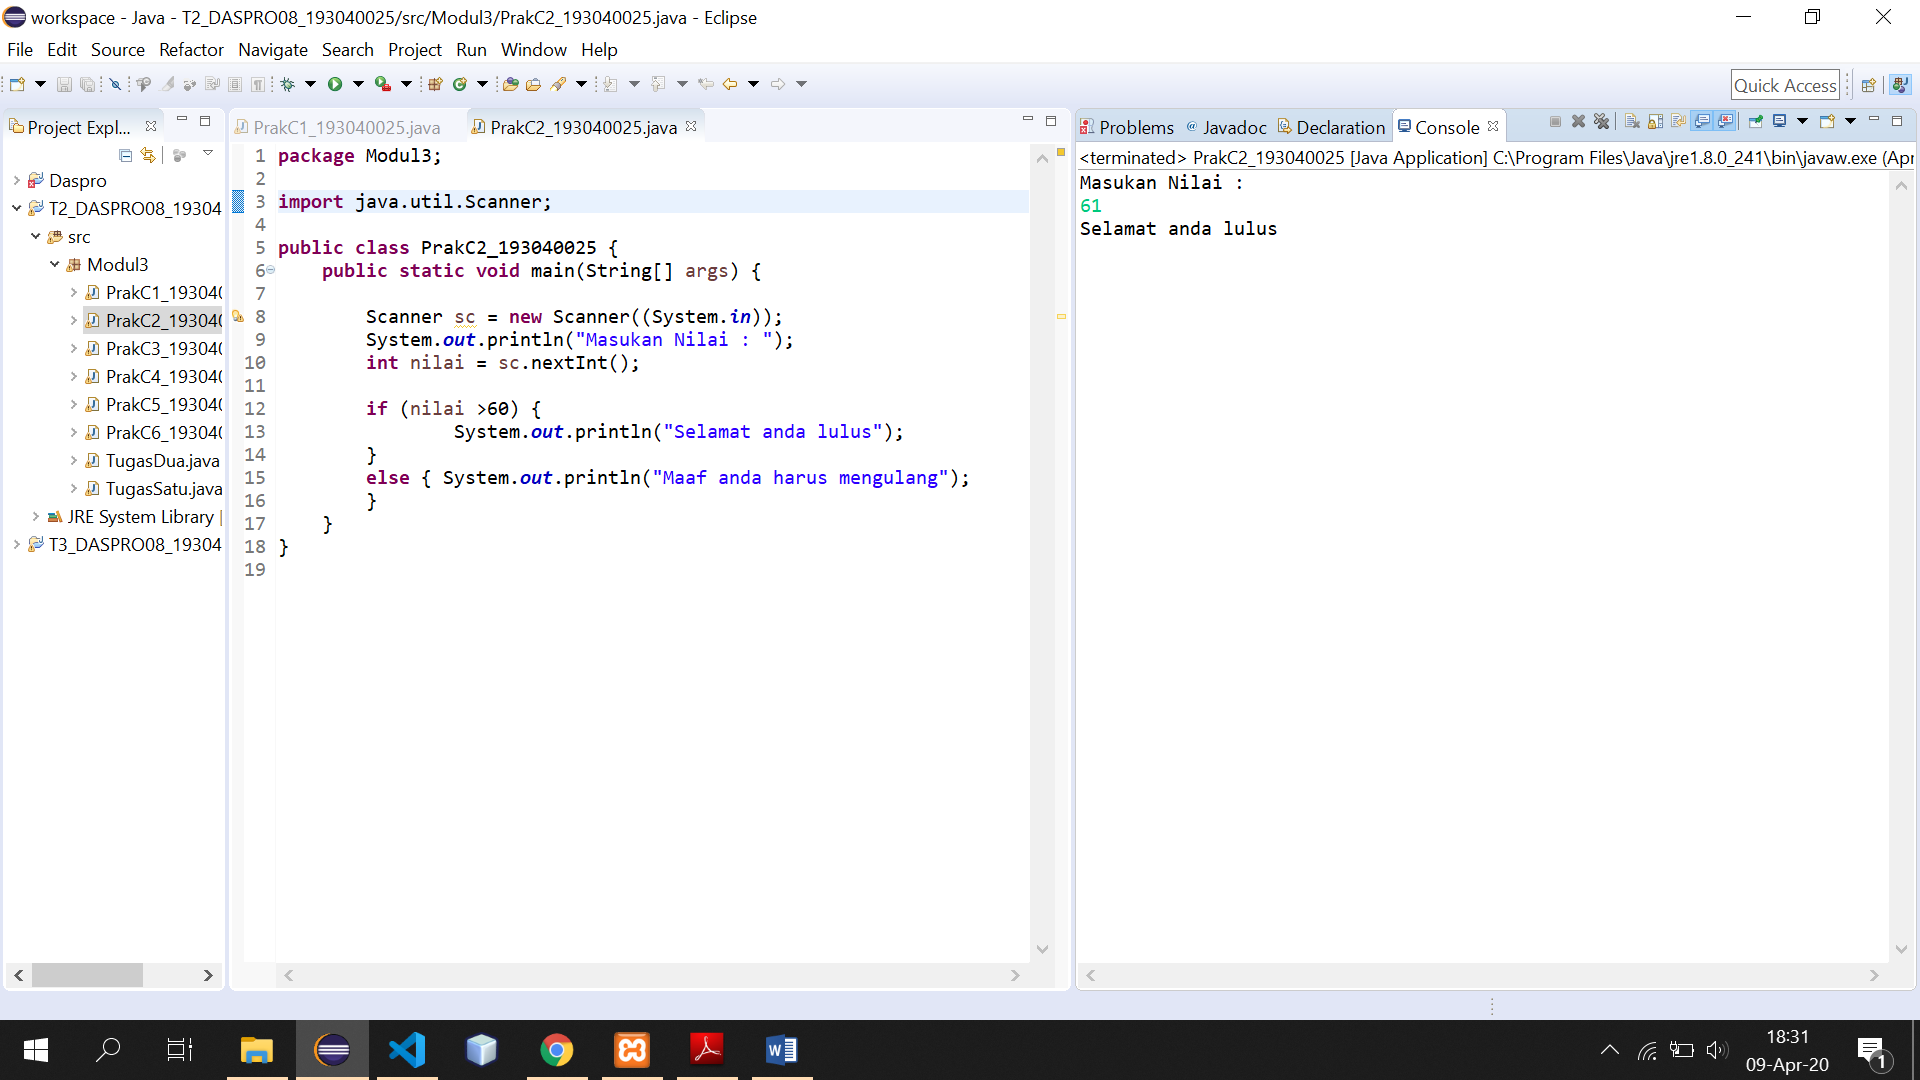 workspace - Java - T2_DASPRO08_193040025/src/Modul3/PrakC2_193040025.java - Eclipse
File Edit Source Refactor Navigate Search Project Run Window Help
Quick Access
Project Expl...
Daspro
T2_DASPRO08_19304
src
Modul3
PrakC1_19304(
PrakC2_19304(
PrakC3_19304(
PrakC4_19304(
PrakC5_19304(
PrakC6_19304(
TugasDua.java
TugasSatu.java
JRE System Library
T3_DASPRO08_19304
PrakC1_193040025.java PrakC2_193040025.java
1 package Modul3;
2
3 import java.util.Scanner;
4
5 public class PrakC2_193040025 {
6 public static void main(String[] args) {
7
8 Scanner sc = new Scanner((System.in));
9 System.out.println("Masukan Nilai : ");
10 int nilai = sc.nextInt();
11
12 if (nilai >60) {
13 System.out.println("Selamat anda lulus");
14 }
15 else { System.out.println("Maaf anda harus mengulang");
16 }
17 }
18 }
19
Problems @ Javadoc Declaration Console
<terminated> PrakC2_193040025 [Java Application] C:\Program Files\Java\jre1.8.0_241\bin\javaw.exe (Apr
Masukan Nilai :
61
Selamat anda lulus
18:31
09-Apr-20
1